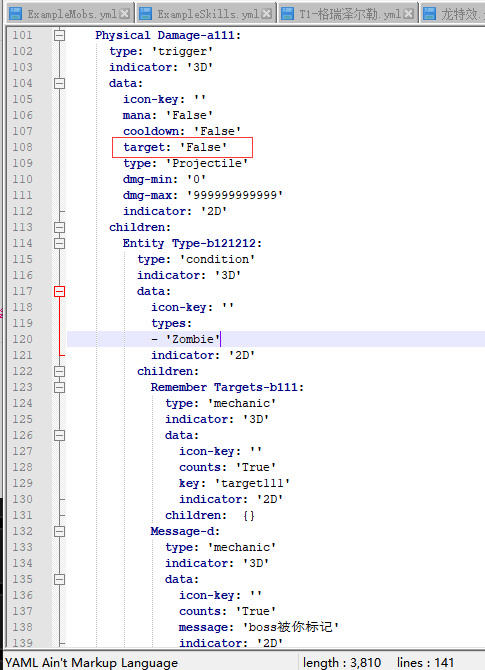 ExampleMobs.yml ExampleSkills.yml T1-格瑞泽尔勒.yml 龙特效.
101 Physical Damage-a111:
102 type: 'trigger'
103 indicator: '3D'
104 data:
105 icon-key: ''
106 mana: 'False'
107 cooldown: 'False'
108 target: 'False'
109 type: 'Projectile'
110 dmg-min: '0'
111 dmg-max: '999999999999'
112 indicator: '2D'
113 children:
114 Entity Type-b121212:
115 type: 'condition'
116 indicator: '3D'
117 data:
118 icon-key: ''
119 types:
120 - 'Zombie'
121 indicator: '2D'
122 children:
123 Remember Targets-b111:
124 type: 'mechanic'
125 indicator: '3D'
126 data:
127 icon-key: ''
128 counts: 'True'
129 key: 'target111'
130 indicator: '2D'
131 children: {}
132 Message-d:
133 type: 'mechanic'
134 indicator: '3D'
135 data:
136 icon-key: ''
137 counts: 'True'
138 message: 'boss被你标记'
139 indicator: '2D'
YAML Ain't Markup Language length : 3,810 lines : 141